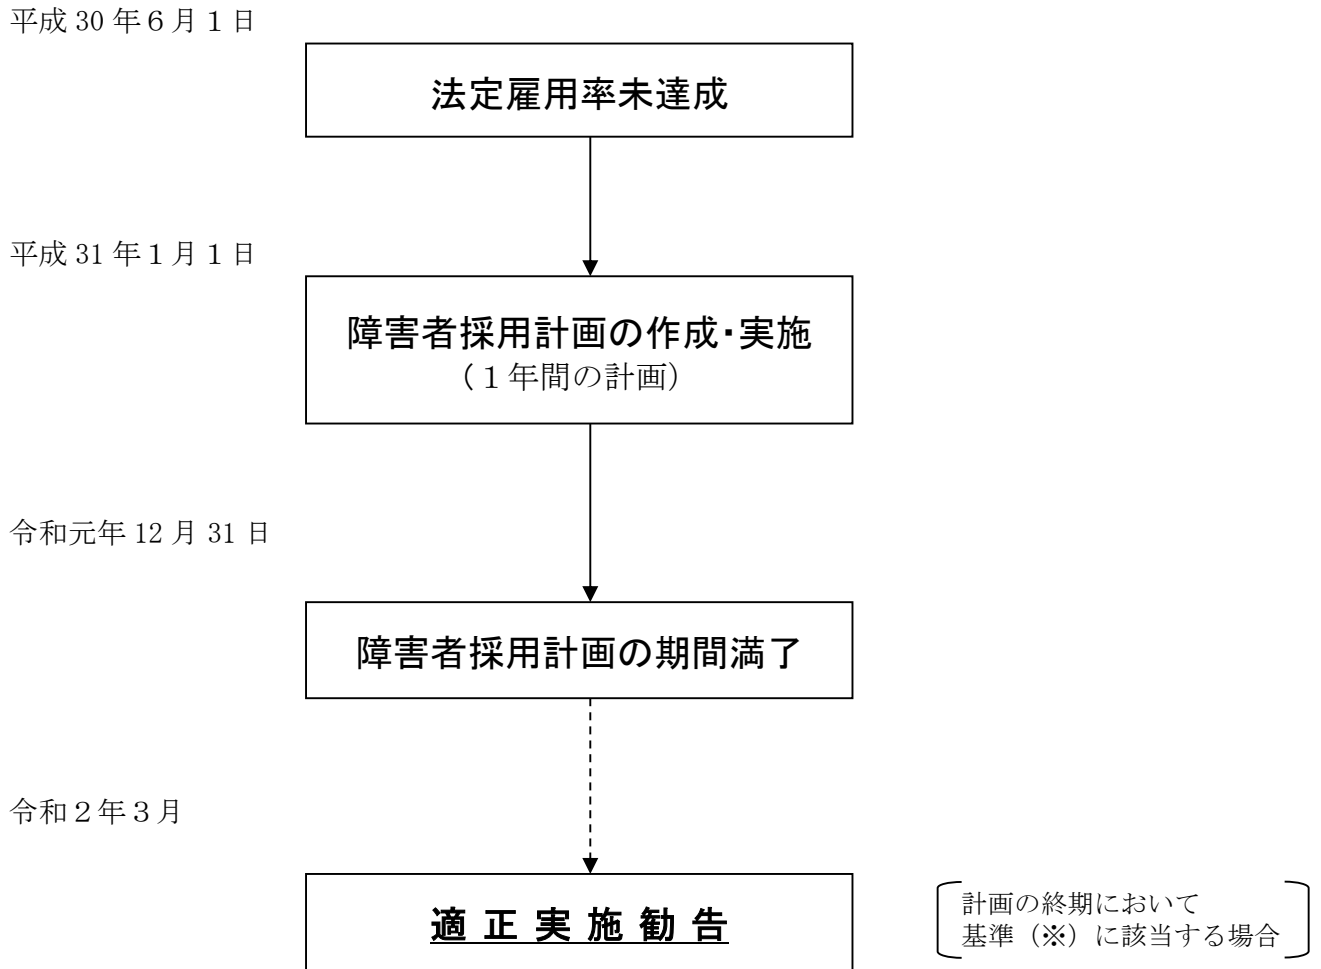 平成 30 年６月１日
法定雇用率未達成
平成 31 年１月１日
障害者採用計画の作成・実施
（１年間の計画）
令和元年 12 月 31 日
障害者採用計画の期間満了
令和２年３月
適 正 実 施 勧 告
計画の終期において
基準（※）に該当する場合